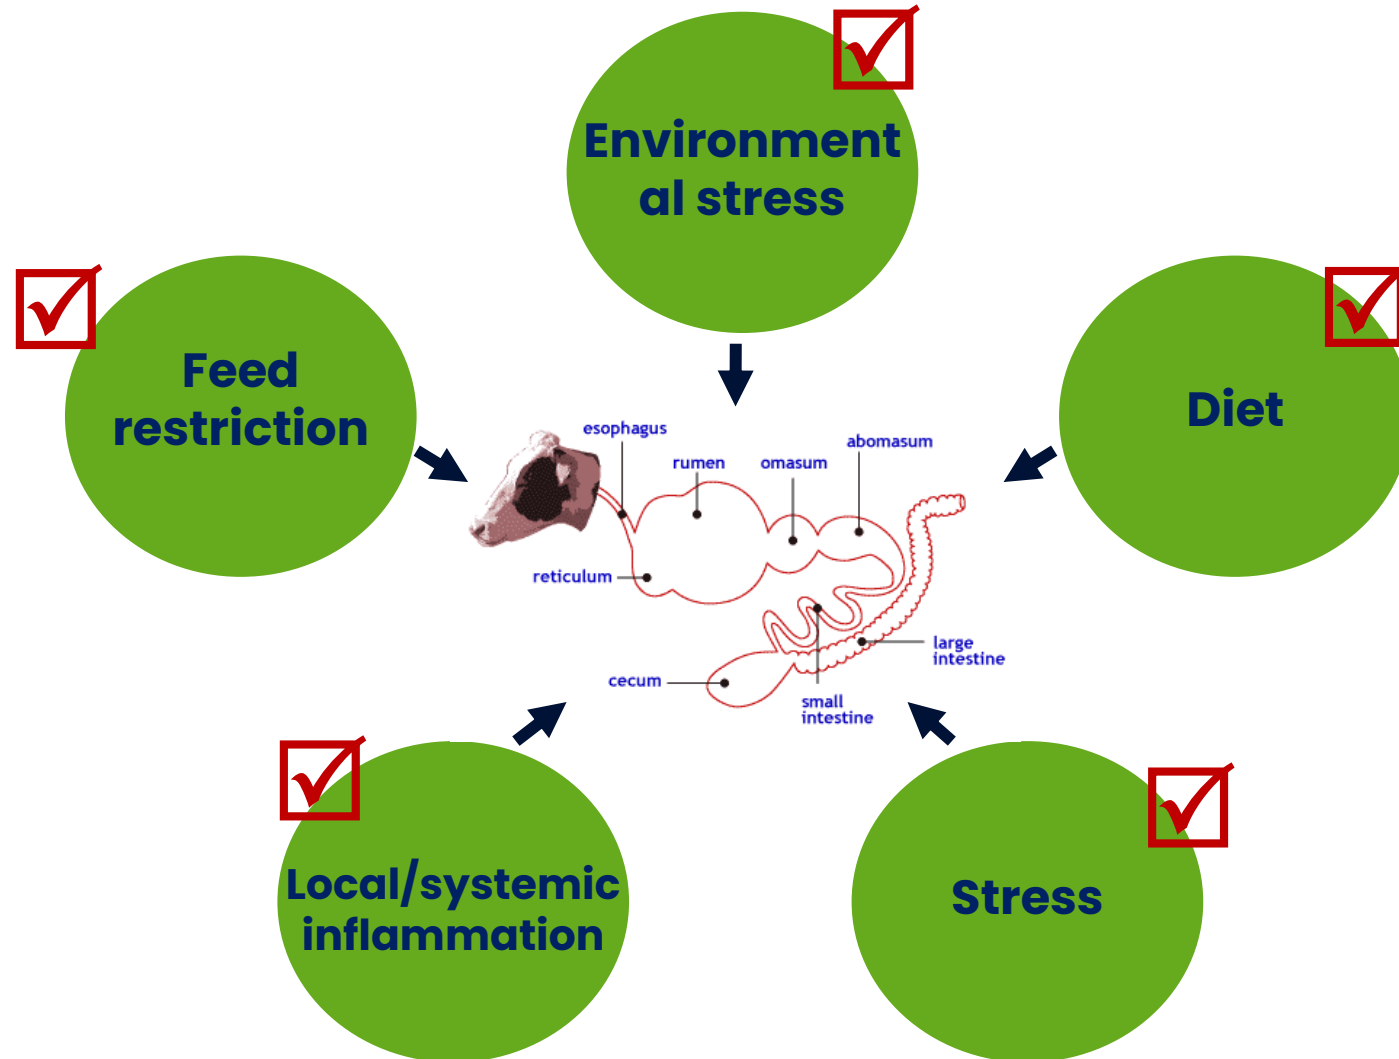 Environment
al stress
Feed
restriction
Diet
esophagus
rumen
omasum
abomasum
reticulum
large
intestine
cecum
small
intestine
Local/systemic
inflammation
Stress